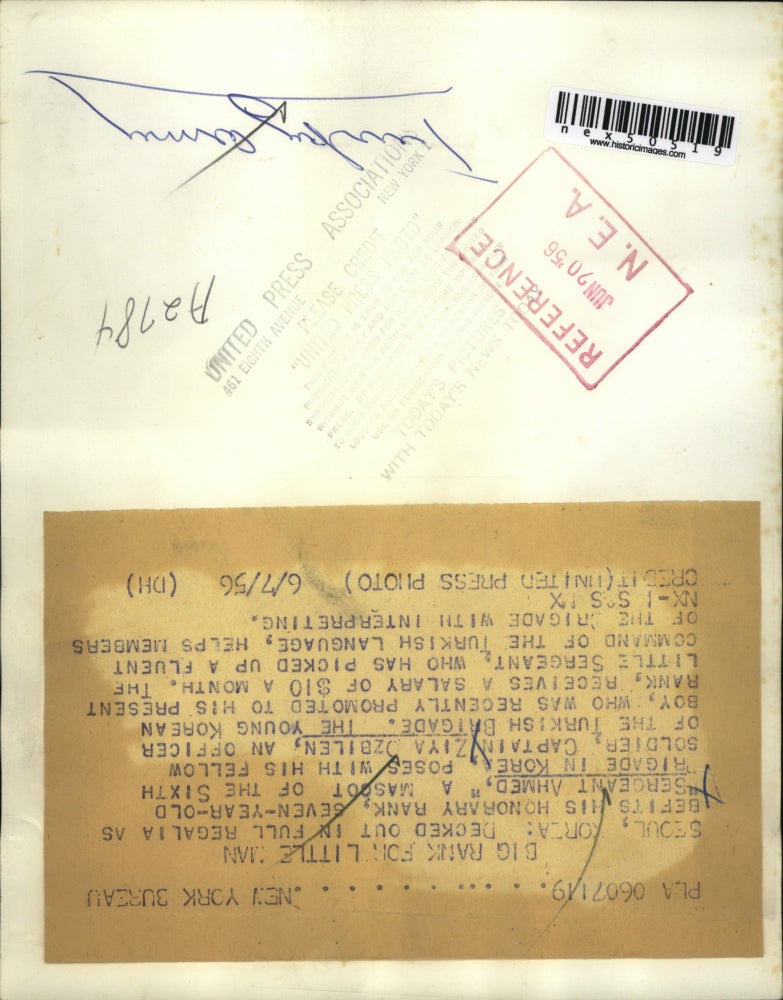 nex50519
www.historicimages.com
Turkey Army
REFERENCE
JUN 20 '56
N. E. A.
A2784
UNITED PRESS ASSOCIATIONS
461 EIGHTH AVENUE NEW YORK 1
PLEASE CREDIT
"UNITED PRESS PHOTO"
TODAY'S PICTURES
WITH TODAY'S NEWS TODAY
PLA 0607119. . . . . . . . . .NEW YORK BUREAU
BIG RANK FOR LITTLE MAN
SEOUL, KOREA: DECKED OUT IN FULL REGALIA AS
BEFITS HIS HONORARY RANK, SEVEN-YEAR-OLD
"SERGEANT AHMED," A MASCOT OF THE SIXTH
BRIGADE IN KOREA, POSES WITH HIS FELLOW
SOLDIER, CAPTAIN ZIYA OZBILEN, AN OFFICER
OF THE TURKISH BRIGADE. THE YOUNG KOREAN
BOY, WHO WAS RECENTLY PROMOTED TO HIS PRESENT
RANK, RECEIVES A SALARY OF $10 A MONTH. THE
LITTLE SERGEANT, WHO HAS PICKED UP A FLUENT
COMMAND OF THE TURKISH LANGUAGE, HELPS MEMBERS
OF THE BRIGADE WITH INTERPRETING.
CREDIT (UNITED PRESS PHOTO) 6/7/56 (DH)